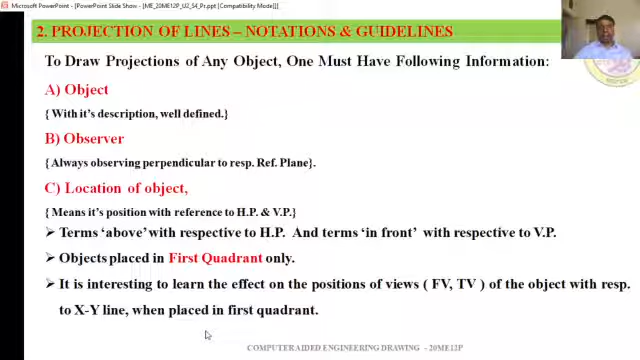 Microsoft PowerPoint - [PowerPoint Slide Show - [ME_20ME12P_U2_S4_Pr.ppt [Compatibility Mode]]]
2. PROJECTION OF LINES – NOTATIONS & GUIDELINES
To Draw Projections of Any Object, One Must Have Following Information:
A) Object
{ With it's description, well defined.}
B) Observer
{ Always observing perpendicular to resp. Ref. Plane}.
C) Location of object,
{ Means it's position with reference to H.P. & V.P.}
➢ Terms 'above' with respective to H.P. And terms 'in front' with respective to V.P.
➢ Objects placed in First Quadrant only.
➢ It is interesting to learn the effect on the positions of views ( FV, TV ) of the object with resp.
to X-Y line, when placed in first quadrant.
COMPUTER AIDED ENGINEERING DRAWING - 20ME12P